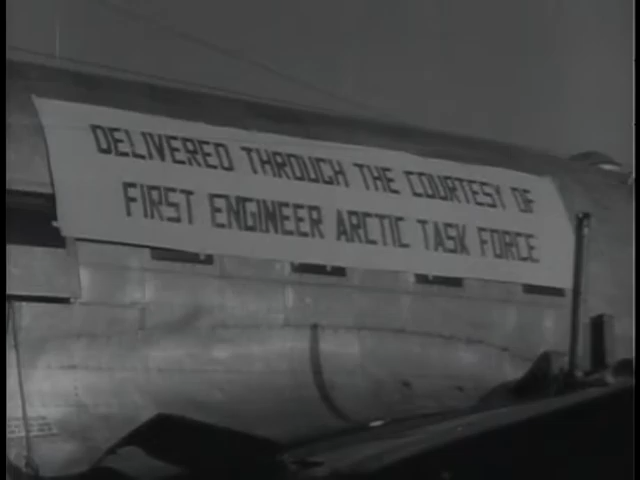 DELIVERED THROUGH THE COURTESY OF
FIRST ENGINEER ARCTIC TASK FORCE